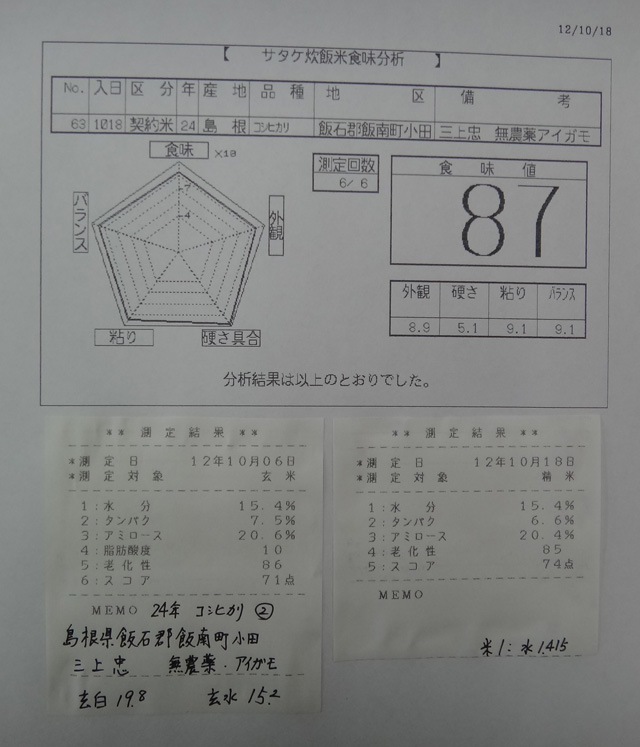 12/10/18
【 サタケ炊飯米食味分析 】
No. 入日 区分 年 産地 品種 地区 備考
63 1018 契約米 24 島根 コシヒカリ 飯石郡飯南町小田 三上忠 無農薬アイガモ
食味 ×10
7
4
バランス
外観
粘り
硬さ具合
測定回数
6/ 6
食味値
87
外観 硬さ 粘り バランス
8.9 5.1 9.1 9.1
分析結果は以上のとおりでした。
** 測定結果 **
*測定日 12年10月06日
*測定対象 玄米
1:水分 15.4%
2:タンパク 7.5%
3:アミロース 20.6%
4:脂肪酸度 10
5:老化性 86
6:スコア 71点
MEMO 24年 コシヒカリ ②
島根県飯石郡飯南町小田
三上忠 無農薬・アイガモ
玄白 19.8 玄水 15.2
** 測定結果 **
*測定日 12年10月18日
*測定対象 精米
1:水分 15.4%
2:タンパク 6.6%
3:アミロース 20.4%
4:老化性 85
5:スコア 74点
MEMO
米1:水1.415